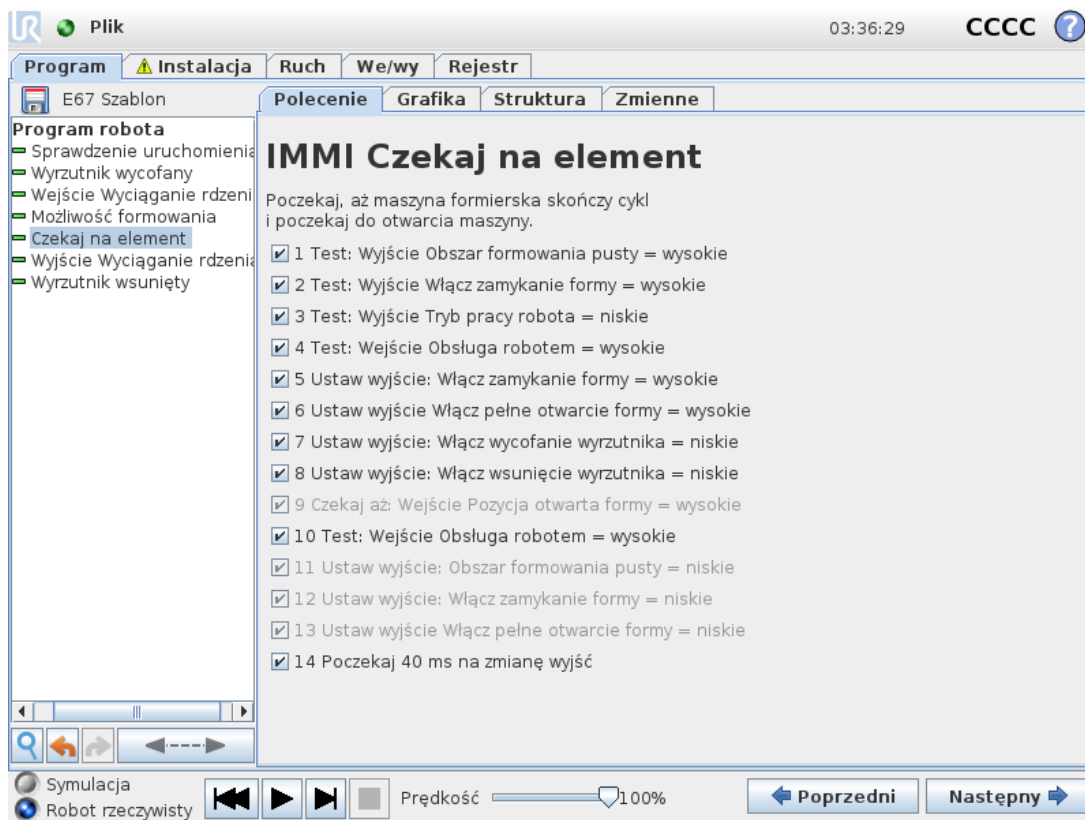 Plik
03:36:29
CCCC
?
Program
Instalacja
Ruch
We/wy
Rejestr
E67 Szablon
Polecenie
Grafika
Struktura
Zmienne
Program robota
Sprawdzenie uruchomienia
Wyrzutnik wycofany
Wejście Wyciąganie rdzeni
Możliwość formowania
Czekaj na element
Wyjście Wyciąganie rdzenia
Wyrzutnik wsunięty
IMMI Czekaj na element
Poczekaj, aż maszyna formierska skończy cykl
i poczekaj do otwarcia maszyny.
1 Test: Wyjście Obszar formowania pusty = wysokie
2 Test: Wyjście Włącz zamykanie formy = wysokie
3 Test: Wyjście Tryb pracy robota = niskie
4 Test: Wejście Obsługa robotem = wysokie
5 Ustaw wyjście: Włącz zamykanie formy = wysokie
6 Ustaw wyjście Włącz pełne otwarcie formy = wysokie
7 Ustaw wyjście: Włącz wycofanie wyrzutnika = niskie
8 Ustaw wyjście: Włącz wsunięcie wyrzutnika = niskie
9 Czekaj aż: Wejście Pozycja otwarta formy = wysokie
10 Test: Wejście Obsługa robotem = wysokie
11 Ustaw wyjście: Obszar formowania pusty = niskie
12 Ustaw wyjście: Włącz zamykanie formy = niskie
13 Ustaw wyjście Włącz pełne otwarcie formy = niskie
14 Poczekaj 40 ms na zmianę wyjść
Symulacja
Robot rzeczywisty
Prędkość
100%
Poprzedni
Następny